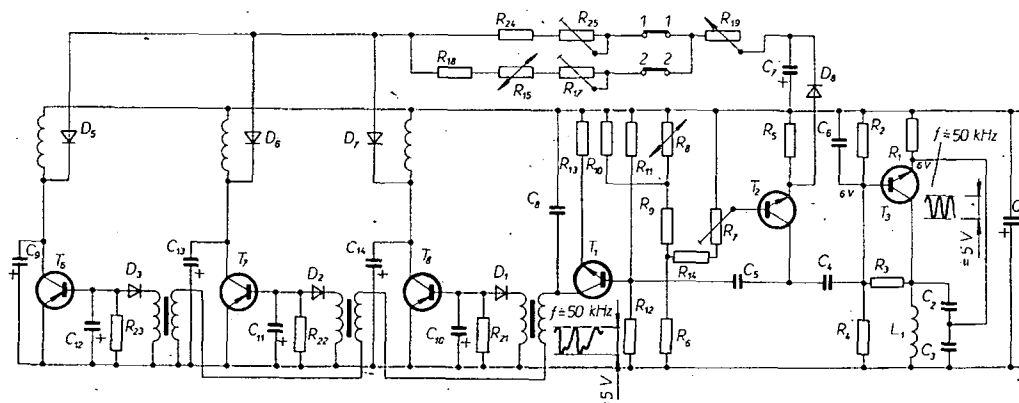 R24 R25 1 1 R19
R18 R15 R17 2 2 C7 D8
D5 D6 D7
R13 R10 R11 R8 R5 C6 R2 R1 f≈50 kHz
6V 6V
T2 T3
C8 R9 R7 ≈5V
C9 T6 C13 T7 C14 T8 T1 R14 C5 C4 R3 C
D3 D2 D1
C12 R23 C11 R22 C10 R21 f≈50 kHz R12 R6 R4 L1 C2
C3
≈5V